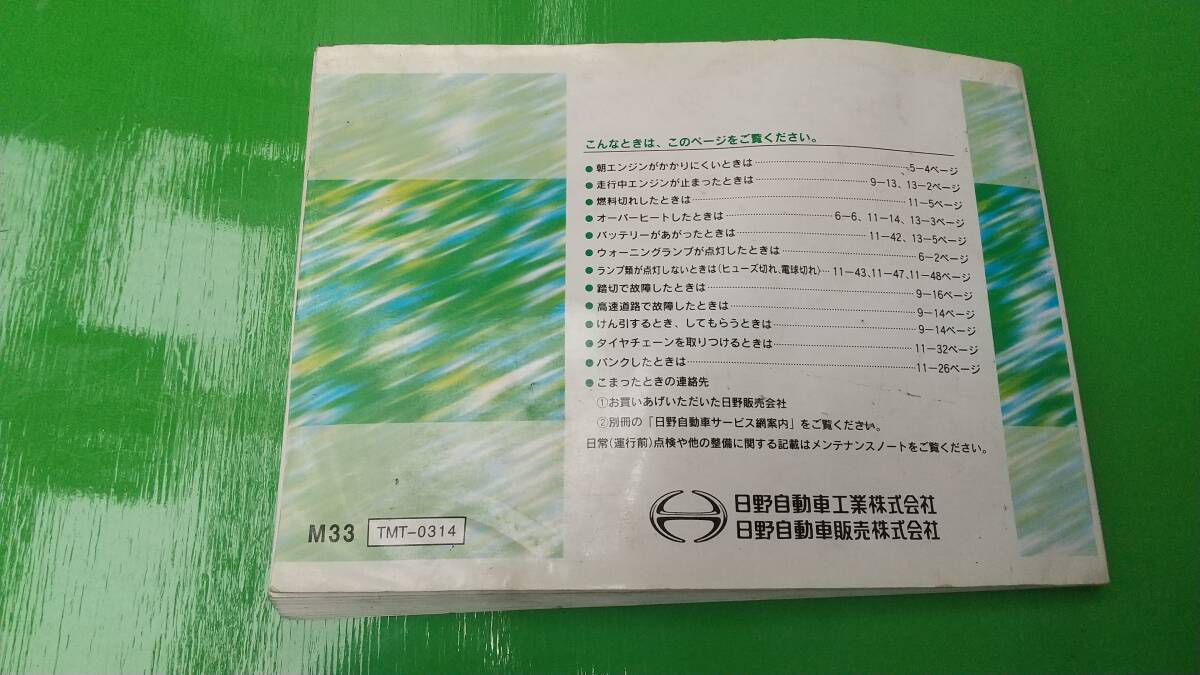 こんなときは、このページをご覧ください。
●朝エンジンがかかりにくいときは……5−4ページ
●走行中エンジンが止まったときは……9−13、13−2ページ
●燃料切れしたときは……11−5ページ
●オーバーヒートしたときは……6−6、11−14、13−3ページ
●バッテリーがあがったときは……11−42、13−5ページ
●ウォーニングランプが点灯したときは……6−2ページ
●ランプ類が点灯しないときは(ヒューズ切れ、電球切れ)…11−43、11−47、11−48ページ
●踏切で故障したときは……9−16ページ
●高速道路で故障したときは……9−14ページ
●けん引するとき、してもらうときは……9−14ページ
●タイヤチェーンを取りつけるときは……11−32ページ
●パンクしたときは……11−26ページ
●こまったときの連絡先
①お買いあげいただいた日野販売会社
②別冊の「日野自動車サービス網案内」をご覧ください。
日常(運行前)点検や他の整備に関する記載はメンテナンスノートをご覧ください。
日野自動車工業株式会社
日野自動車販売株式会社
M33 TMT−0314